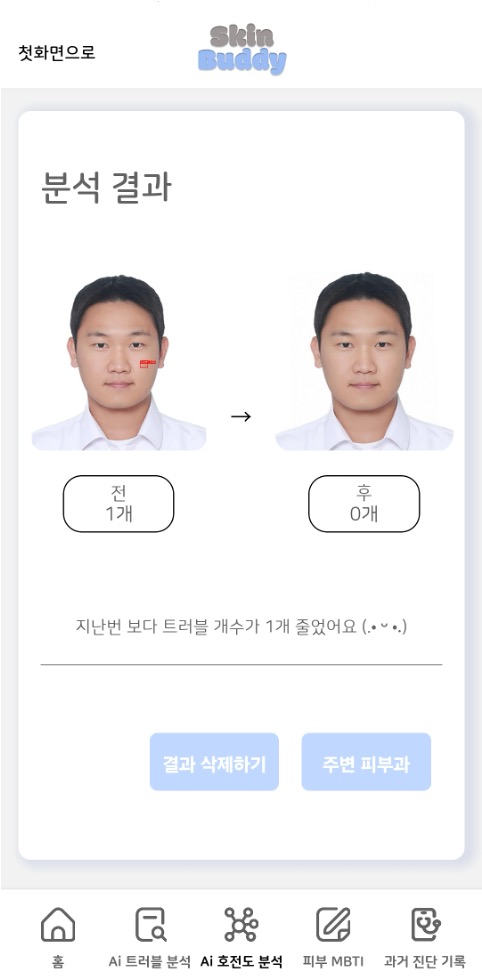 첫화면으로
Skin
Buddy
분석 결과
→
전
1개
후
0개
지난번 보다 트러블 개수가 1개 줄었어요 (.• ᵕ •.)
결과 삭제하기
주변 피부과
홈
Ai 트러블 분석
Ai 호전도 분석
피부 MBTI
과거 진단 기록